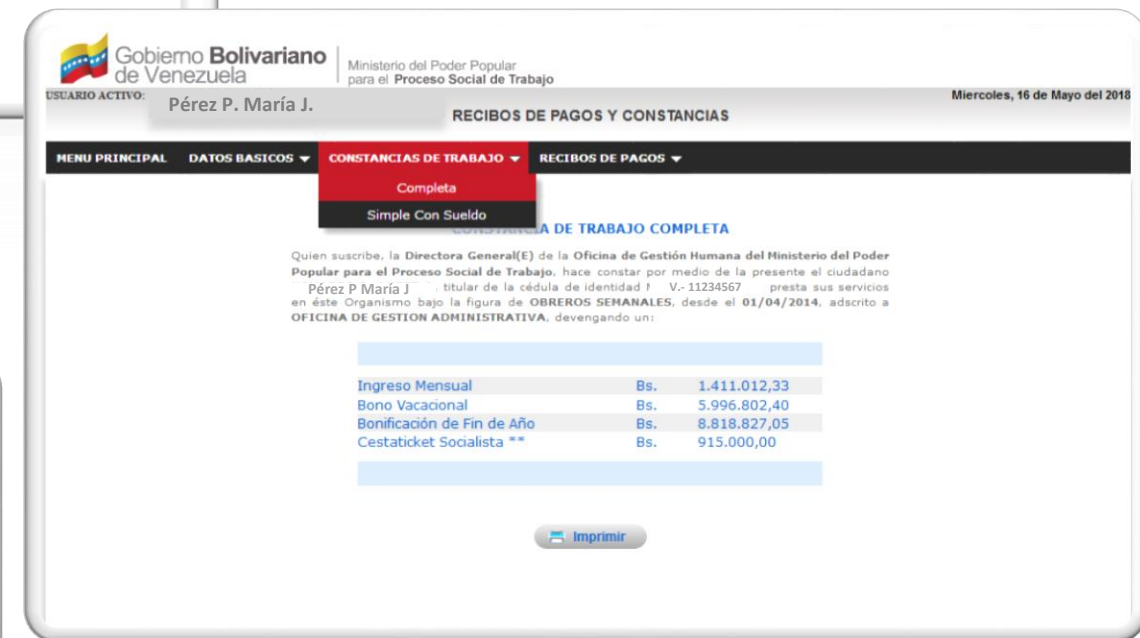 Gobierno Bolivariano
de Venezuela
Ministerio del Poder Popular
para el Proceso Social de Trabajo
USUARIO ACTIVO:
Pérez P. María J.
Miercoles, 16 de Mayo del 2018
RECIBOS DE PAGOS Y CONSTANCIAS
MENU PRINCIPAL DATOS BASICOS CONSTANCIAS DE TRABAJO RECIBOS DE PAGOS
Completa
Simple Con Sueldo
CONSTANCIA DE TRABAJO COMPLETA
Quien suscribe, la Directora General(E) de la Oficina de Gestión Humana del Ministerio del Poder
Popular para el Proceso Social de Trabajo, hace constar por medio de la presente el ciudadano
Pérez P María J , titular de la cédula de identidad V.- 11234567 presta sus servicios
en éste Organismo bajo la figura de OBREROS SEMANALES, desde el 01/04/2014, adscrito a
OFICINA DE GESTION ADMINISTRATIVA, devengando un:
Ingreso Mensual Bs. 1.411.012,33
Bono Vacacional Bs. 5.996.802,40
Bonificación de Fin de Año Bs. 8.818.827,05
Cestaticket Socialista ** Bs. 915.000,00
Imprimir